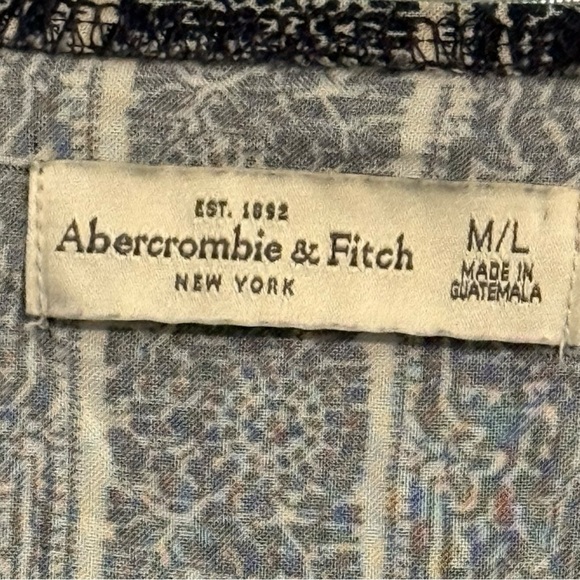 EST. 1892
Abercrombie & Fitch
NEW YORK
M/L
MADE IN
GUATEMALA